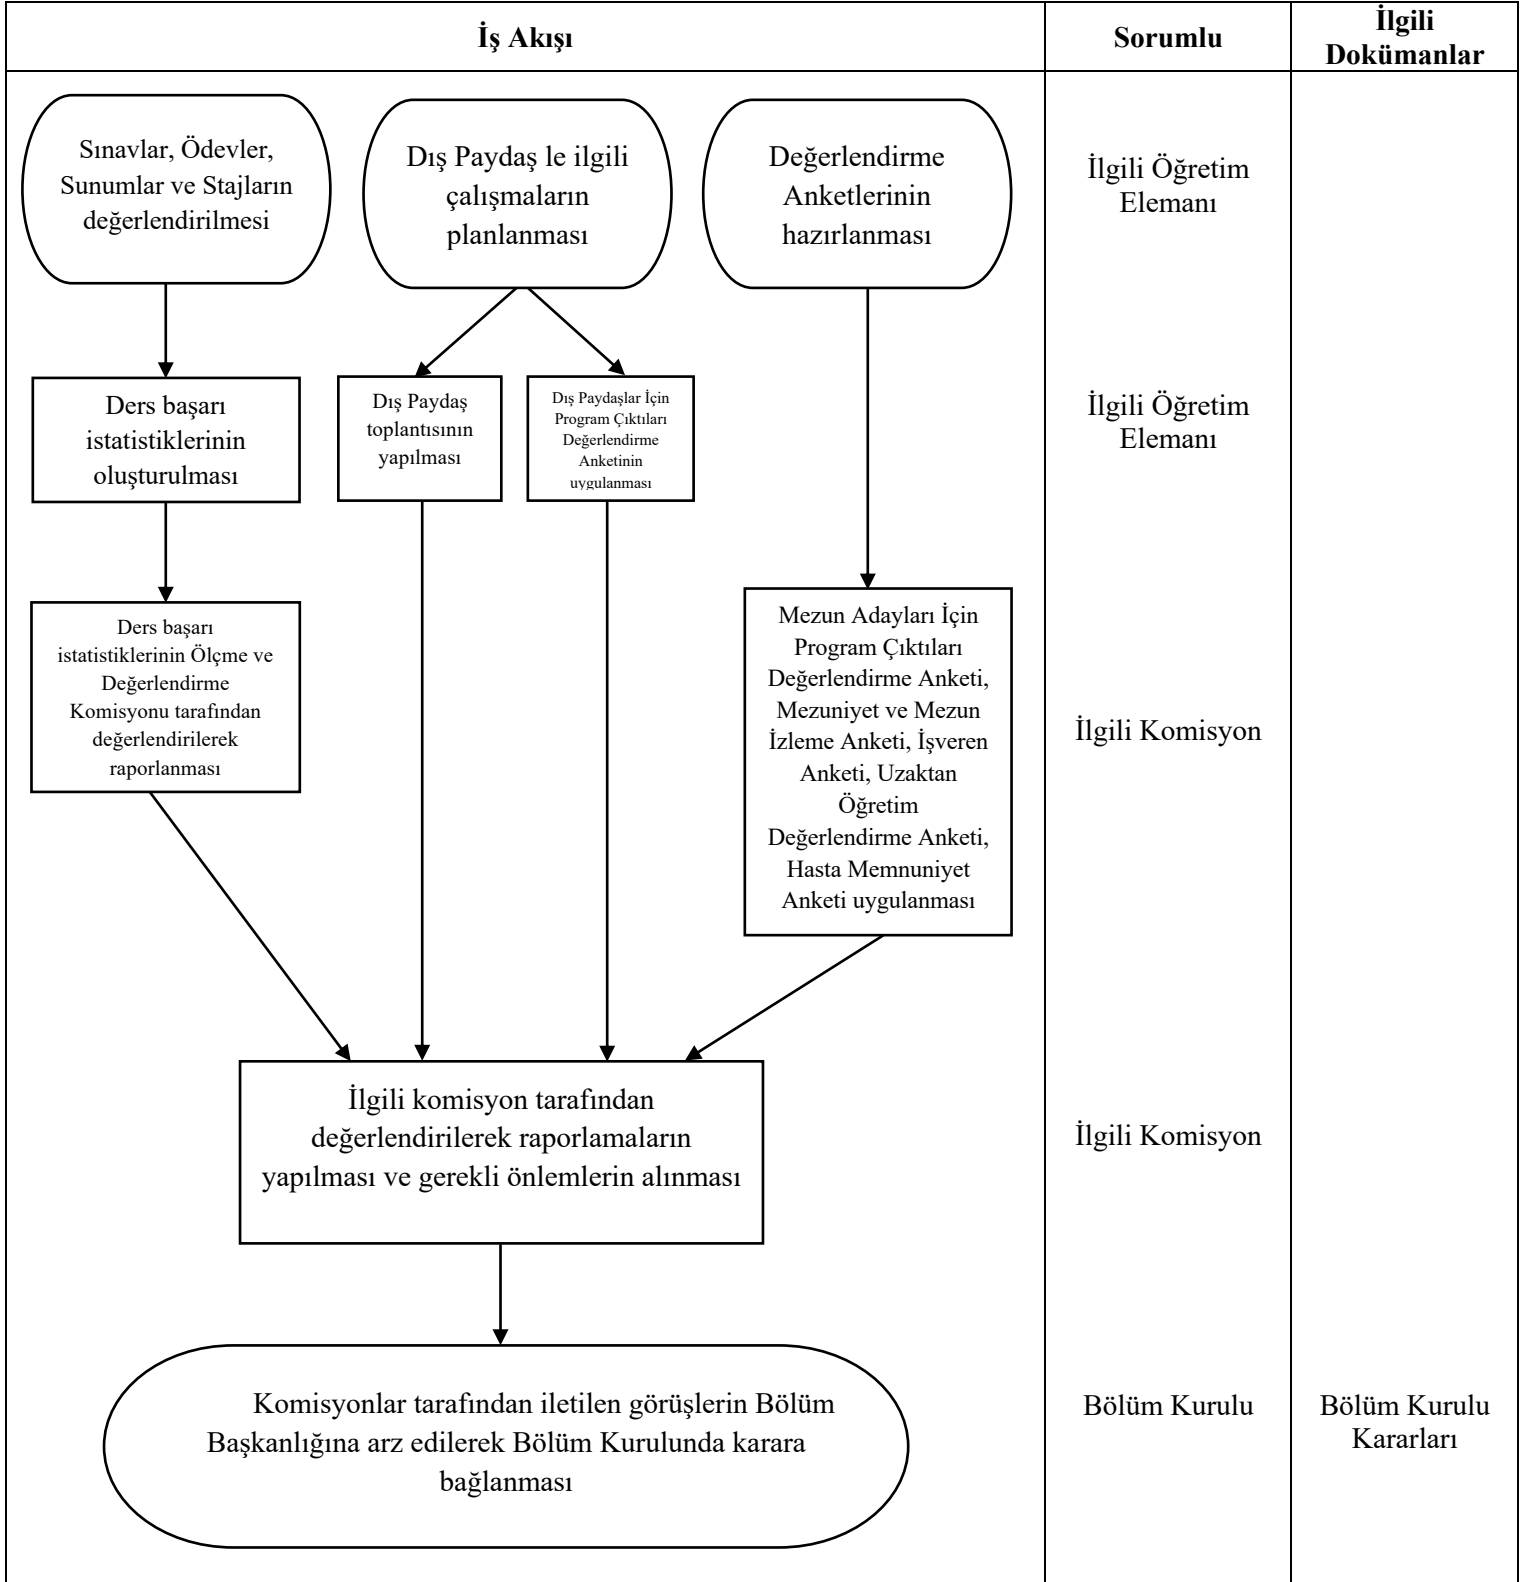 İş Akışı
Sorumlu
İlgili
Dokümanlar
Sınavlar, Ödevler,
Sunumlar ve Stajların
değerlendirilmesi
Dış Paydaş le ilgili
çalışmaların
planlanması
Değerlendirme
Anketlerinin
hazırlanması
İlgili Öğretim
Elemanı
Ders başarı
istatistiklerinin
oluşturulması
Dış Paydaş
toplantısının
yapılması
Dış Paydaşlar İçin
Program Çıktıları
Değerlendirme
Anketinin
uygulanması
İlgili Öğretim
Elemanı
Ders başarı
istatistiklerinin Ölçme ve
Değerlendirme
Komisyonu tarafından
değerlendirilerek
raporlanması
Mezun Adayları İçin
Program Çıktıları
Değerlendirme Anketi,
Mezuniyet ve Mezun
İzleme Anketi, İşveren
Anketi, Uzaktan
Öğretim
Değerlendirme Anketi,
Hasta Memnuniyet
Anketi uygulanması
İlgili Komisyon
İlgili komisyon tarafından
değerlendirilerek raporlamaların
yapılması ve gerekli önlemlerin alınması
İlgili Komisyon
Komisyonlar tarafından iletilen görüşlerin Bölüm
Başkanlığına arz edilerek Bölüm Kurulunda karara
bağlanması
Bölüm Kurulu
Bölüm Kurulu
Kararları